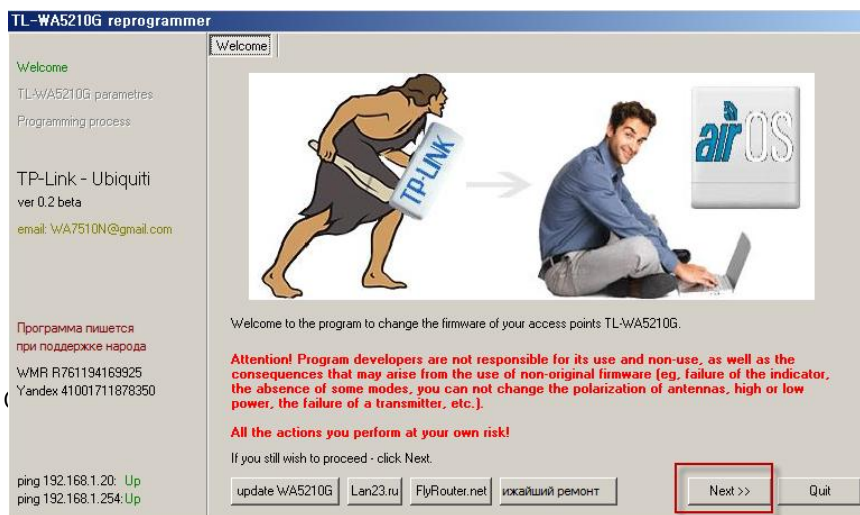 TL-WA5210G reprogrammer
Welcome
TL-WA5210G parametres
Programming process
TP-Link - Ubiquiti
ver 0.2 beta
email: WA7510N@gmail.com
Программа пишется
при поддержке народа
WMR R761194169925
Yandex 41001711878350
ping 192.168.1.20: Up
ping 192.168.1.254: Up
Welcome
TP-LINK
air OS
Welcome to the program to change the firmware of your access points TL-WA5210G.
Attention! Program developers are not responsible for its use and non-use, as well as the
consequences that may arise from the use of non-original firmware (eg, failure of the indicator,
the absence of some modes, you can not change the polarization of antennas, high or low
power, the failure of a transmitter, etc.).
All the actions you perform at your own risk!
If you still wish to proceed - click Next.
update WA5210G
Lan23.ru
FlyRouter.net
ижайший ремонт
Next >>
Quit